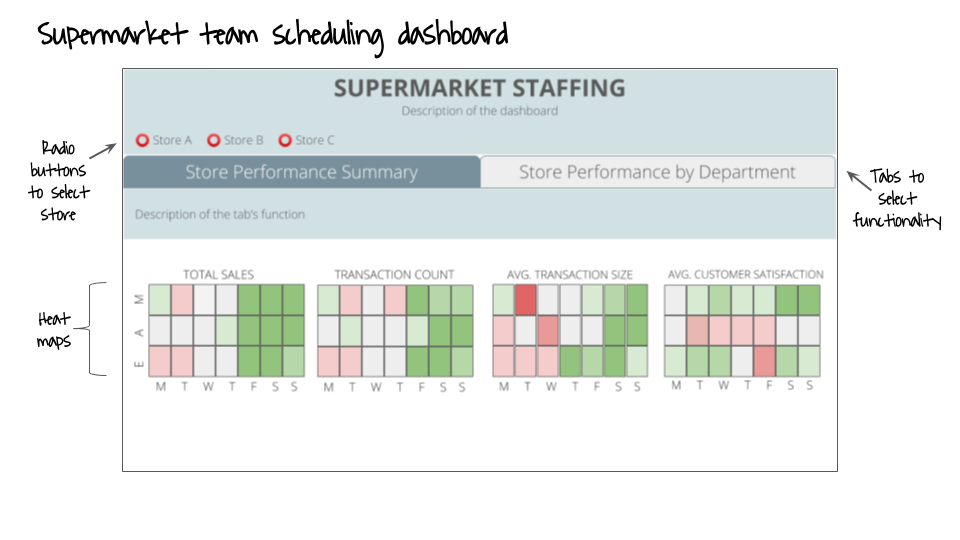 Supermarket team scheduling dashboard
SUPERMARKET STAFFING
Description of the dashboard
Store A Store B Store C
Radio
buttons
to select
store
Store Performance Summary
Store Performance by Department
Tabs to
select
functionality
Description of the tab's function
Heat
maps
TOTAL SALES
M
A
E
M T W T F S S
TRANSACTION COUNT
M T W T F S S
AVG. TRANSACTION SIZE
M T W T F S S
AVG. CUSTOMER SATISFACTION
M T W T F S S